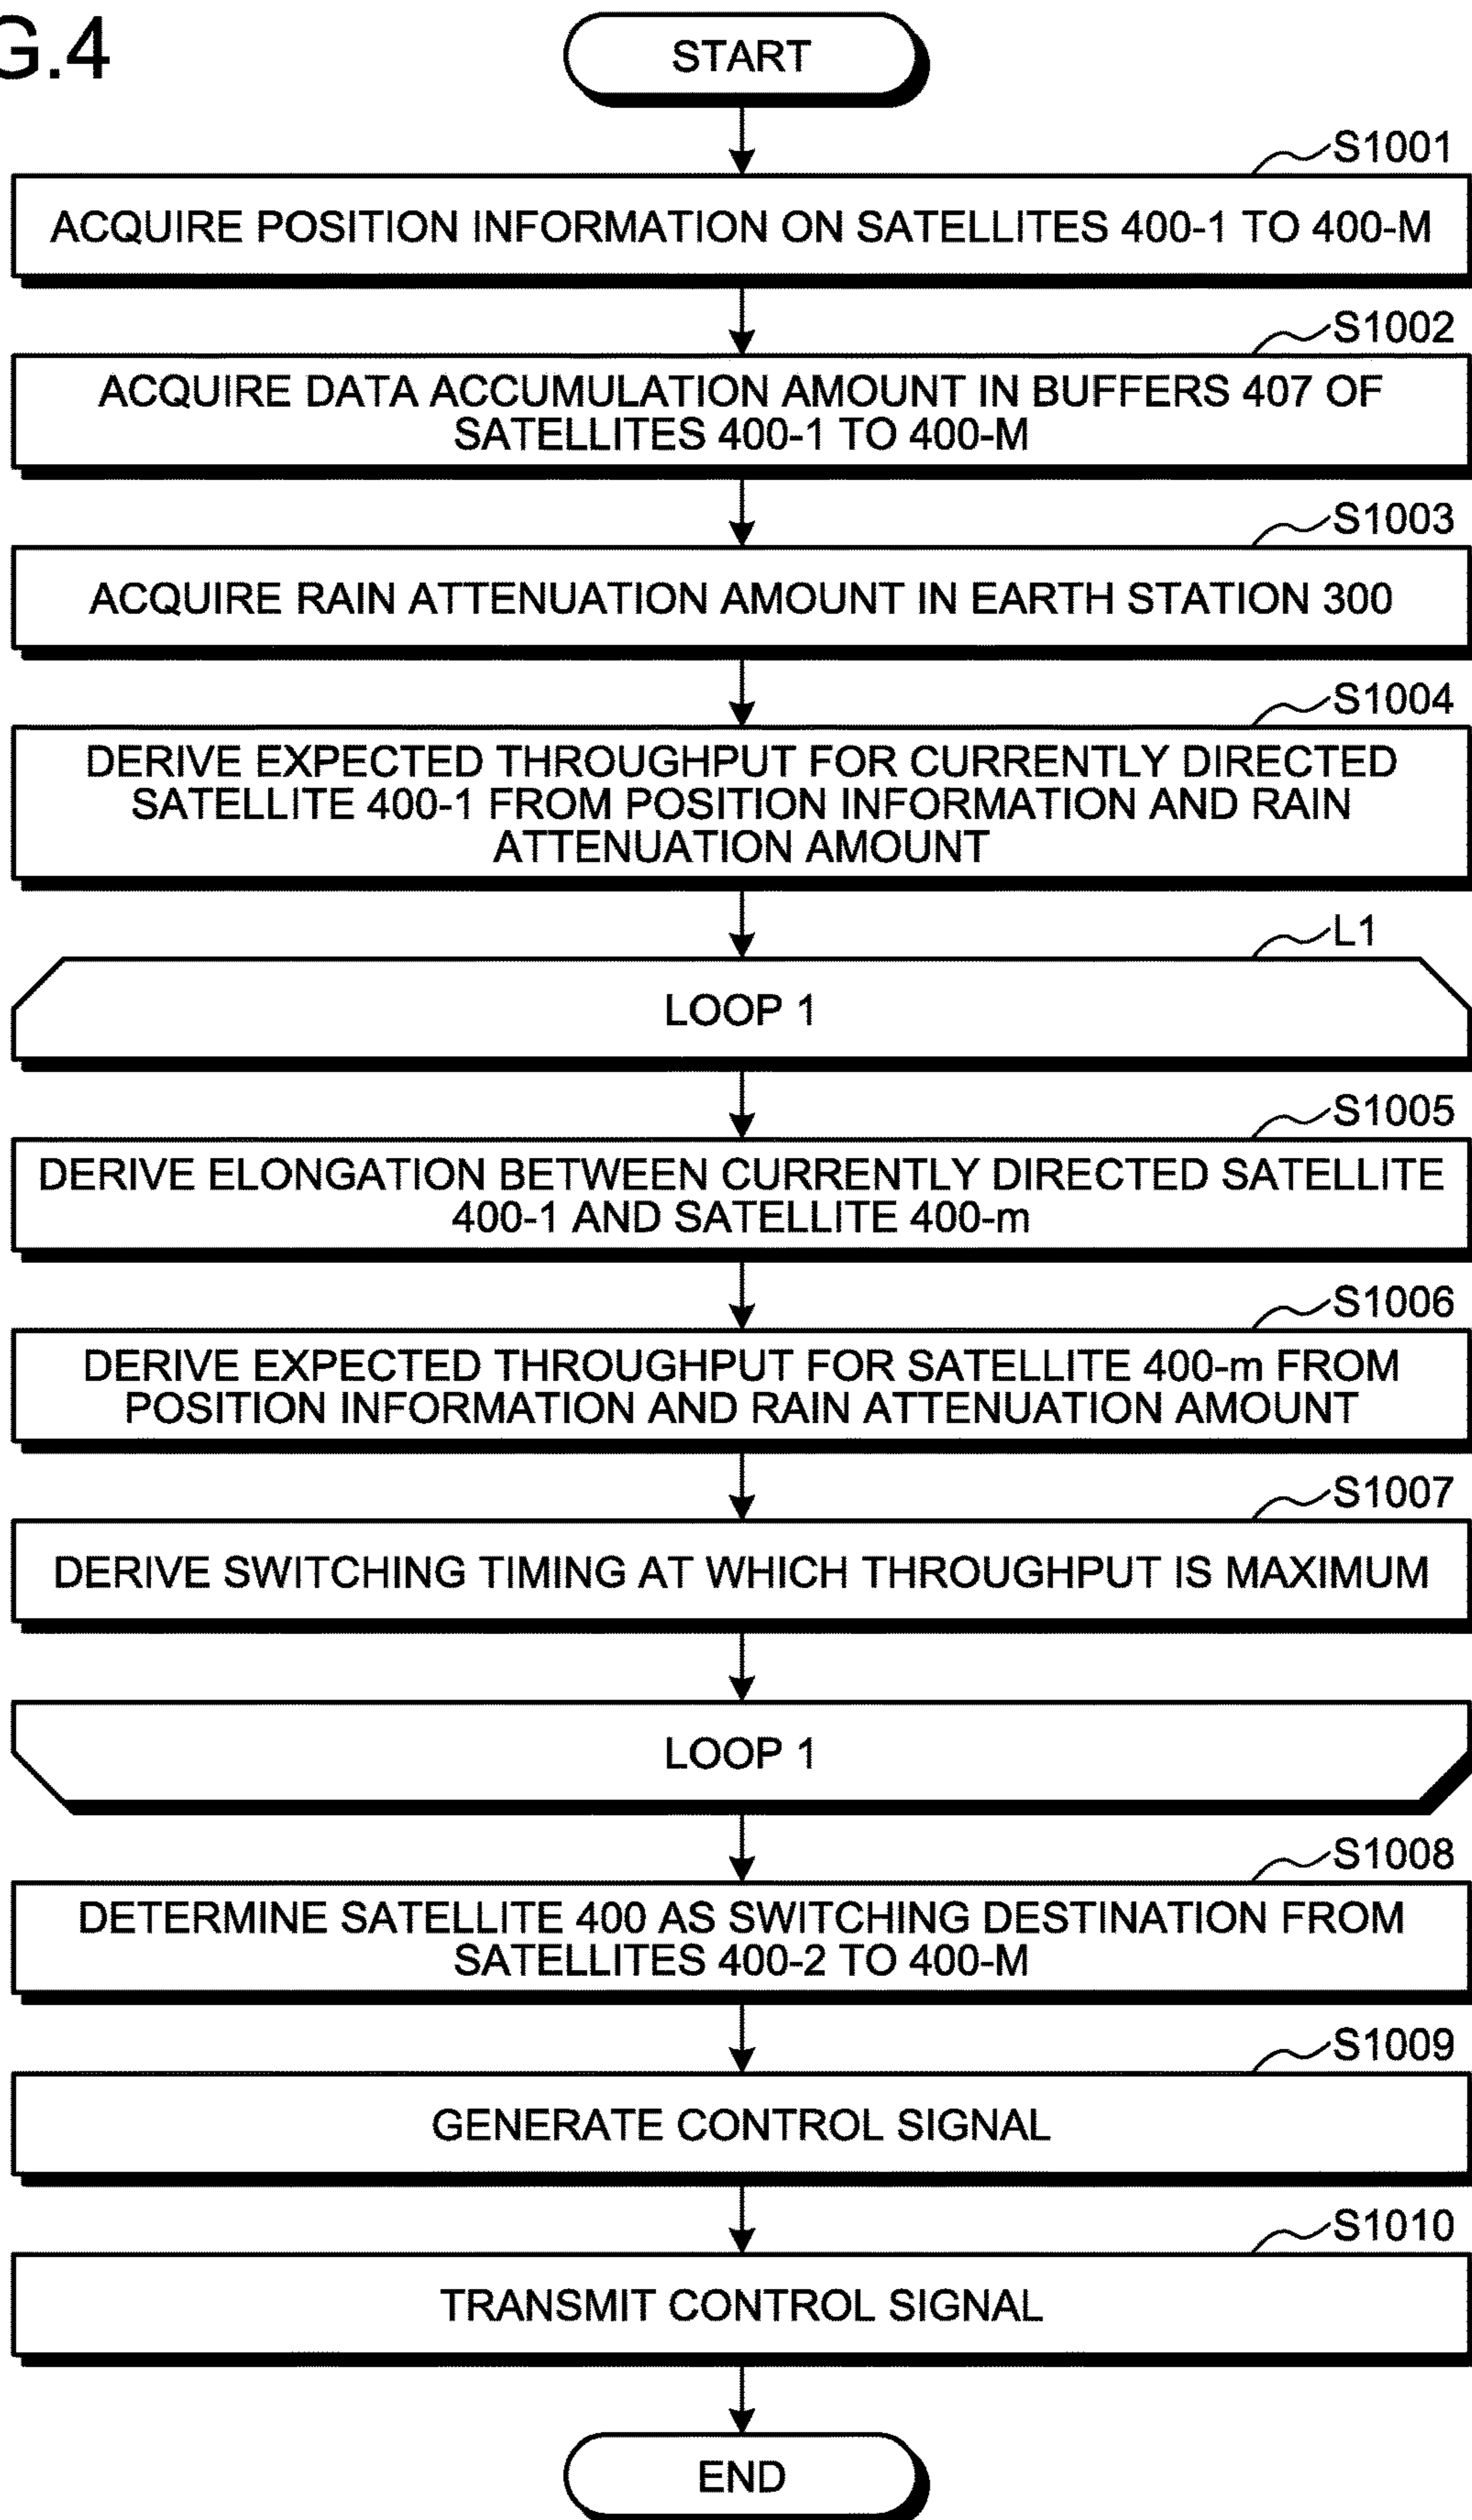 G.4
START
S1001
ACQUIRE POSITION INFORMATION ON SATELLITES 400-1 TO 400-M
S1002
ACQUIRE DATA ACCUMULATION AMOUNT IN BUFFERS 407 OF
SATELLITES 400-1 TO 400-M
S1003
ACQUIRE RAIN ATTENUATION AMOUNT IN EARTH STATION 300
S1004
DERIVE EXPECTED THROUGHPUT FOR CURRENTLY DIRECTED
SATELLITE 400-1 FROM POSITION INFORMATION AND RAIN
ATTENUATION AMOUNT
L1
LOOP 1
S1005
DERIVE ELONGATION BETWEEN CURRENTLY DIRECTED SATELLITE
400-1 AND SATELLITE 400-m
S1006
DERIVE EXPECTED THROUGHPUT FOR SATELLITE 400-m FROM
POSITION INFORMATION AND RAIN ATTENUATION AMOUNT
S1007
DERIVE SWITCHING TIMING AT WHICH THROUGHPUT IS MAXIMUM
LOOP 1
S1008
DETERMINE SATELLITE 400 AS SWITCHING DESTINATION FROM
SATELLITES 400-2 TO 400-M
S1009
GENERATE CONTROL SIGNAL
S1010
TRANSMIT CONTROL SIGNAL
END